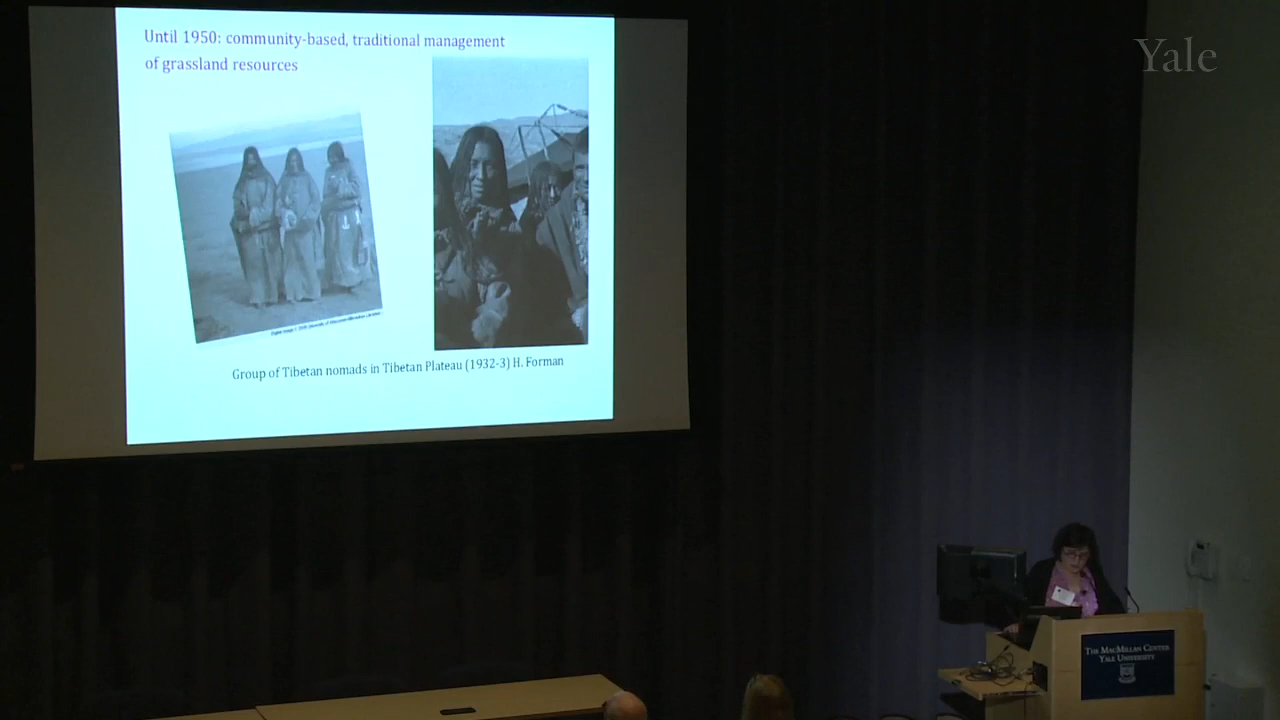 Until 1950: community-based, traditional management
of grassland resources
Group of Tibetan nomads in Tibetan Plateau (1932-3) H. Forman
Yale
THE MACMILLAN CENTER
YALE UNIVERSITY